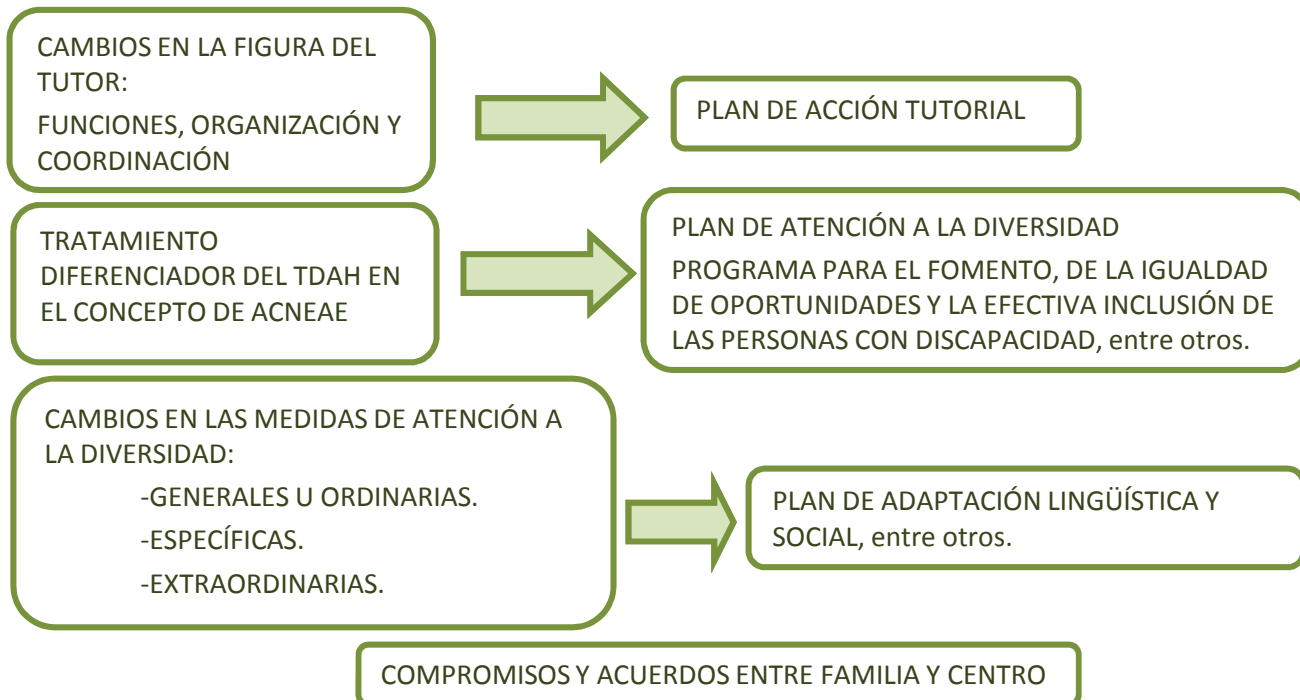 CAMBIOS EN LA FIGURA DEL
TUTOR:
FUNCIONES, ORGANIZACIÓN Y
COORDINACIÓN
PLAN DE ACCIÓN TUTORIAL
TRATAMIENTO
DIFERENCIADOR DEL TDAH EN
EL CONCEPTO DE ACNEAE
PLAN DE ATENCIÓN A LA DIVERSIDAD
PROGRAMA PARA EL FOMENTO, DE LA IGUALDAD
DE OPORTUNIDADES Y LA EFECTIVA INCLUSIÓN DE
LAS PERSONAS CON DISCAPACIDAD, entre otros.
CAMBIOS EN LAS MEDIDAS DE ATENCIÓN A
LA DIVERSIDAD:
-GENERALES U ORDINARIAS.
-ESPECÍFICAS.
-EXTRAORDINARIAS.
PLAN DE ADAPTACIÓN LINGÜÍSTICA Y
SOCIAL, entre otros.
COMPROMISOS Y ACUERDOS ENTRE FAMILIA Y CENTRO